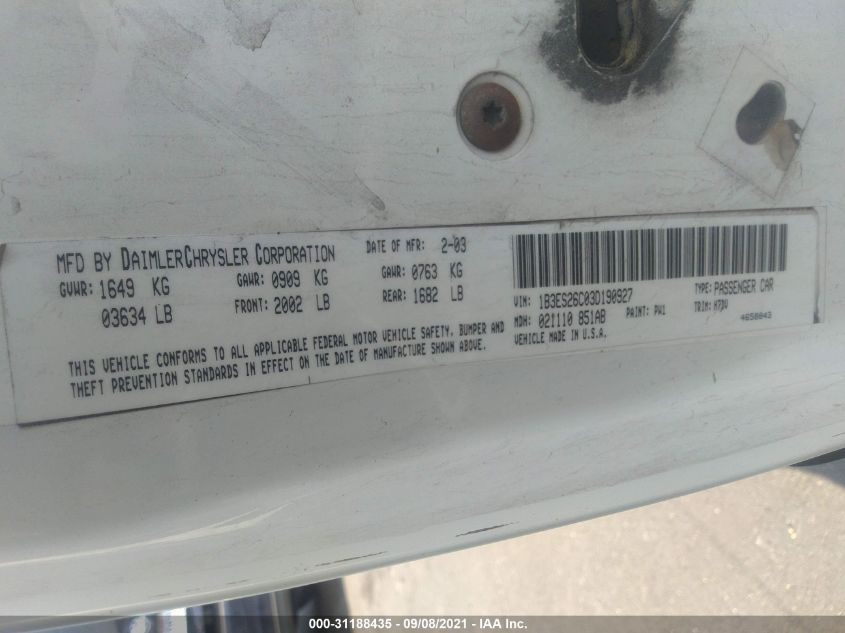 MFD BY DAIMLERCHRYSLER CORPORATION DATE OF MFR: 2-03
GVWR: 1649 KG GAWR: 0909 KG GAWR: 0763 KG
03634 LB FRONT: 2002 LB REAR: 1682 LB
THIS VEHICLE CONFORMS TO ALL APPLICABLE FEDERAL MOTOR VEHICLE SAFETY, BUMPER AND
THEFT PREVENTION STANDARDS IN EFFECT ON THE DATE OF MANUFACTURE SHOWN ABOVE.
VIN: 1B3ES26C03D190927 TYPE: PASSENGER CAR
MDH: 021110 851AB PAINT: PW1 TRIM: H7DV
VEHICLE MADE IN U.S.A. 4658843
000-31188435 - 09/08/2021 - IAA Inc.